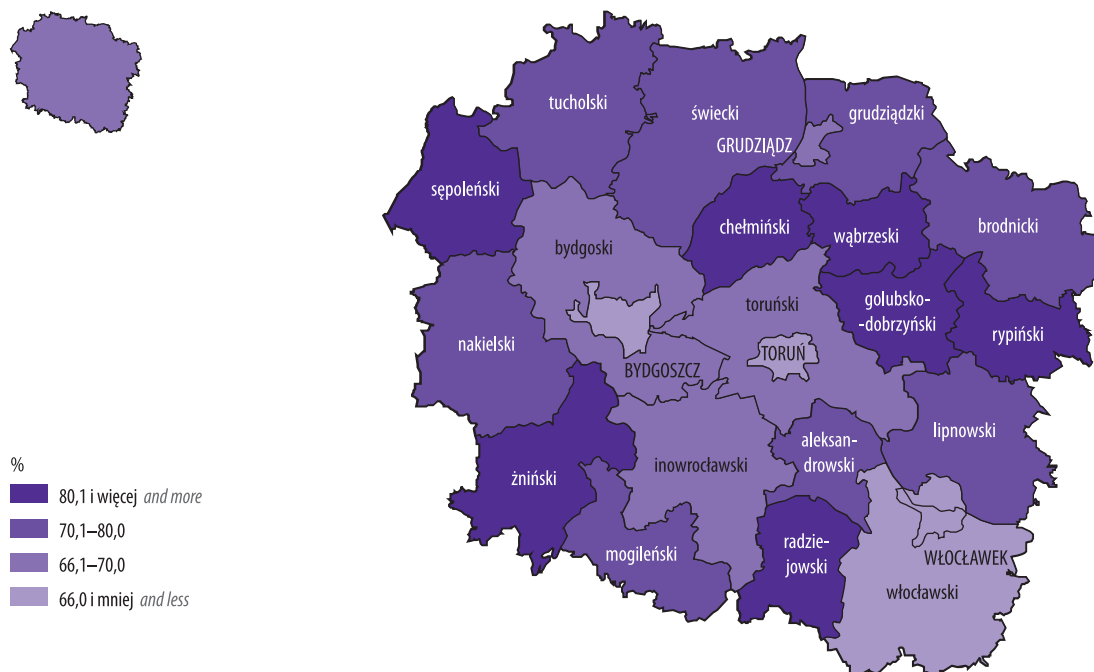 tucholski
świecki
grudziądzki
GRUDZIĄDZ
sępoleński
chełmiński
wąbrzeski
brodnicki
bydgoski
toruński
golubsko-
-dobrzyński
rypiński
nakielski
TORUŃ
BYDGOSZCZ
lipnowski
aleksan-
drowski
inowrocławski
żniński
radzie-
jowski
mogileński
WŁOCŁAWEK
włocławski
%
80,1 i więcej and more
70,1–80,0
66,1–70,0
66,0 i mniej and less